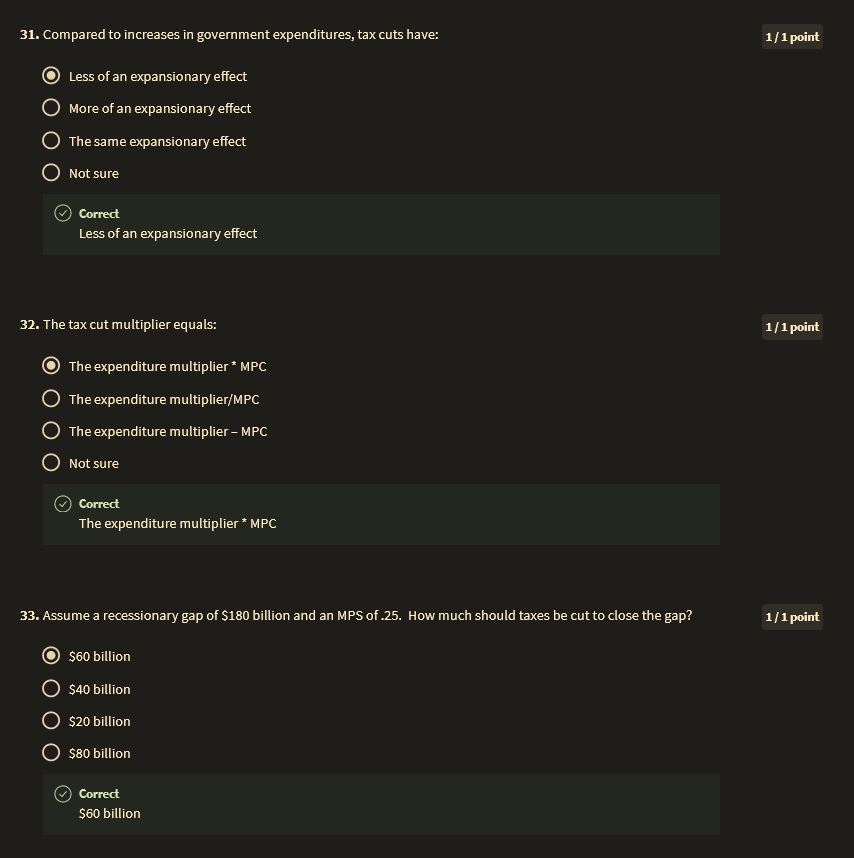 31. Compared to increases in government expenditures, tax cuts have:
1 / 1 point
Less of an expansionary effect
More of an expansionary effect
The same expansionary effect
Not sure
Correct
Less of an expansionary effect
32. The tax cut multiplier equals:
1 / 1 point
The expenditure multiplier * MPC
The expenditure multiplier/MPC
The expenditure multiplier – MPC
Not sure
Correct
The expenditure multiplier * MPC
33. Assume a recessionary gap of $180 billion and an MPS of .25.  How much should taxes be cut to close the gap?
1 / 1 point
$60 billion
$40 billion
$20 billion
$80 billion
Correct
$60 billion